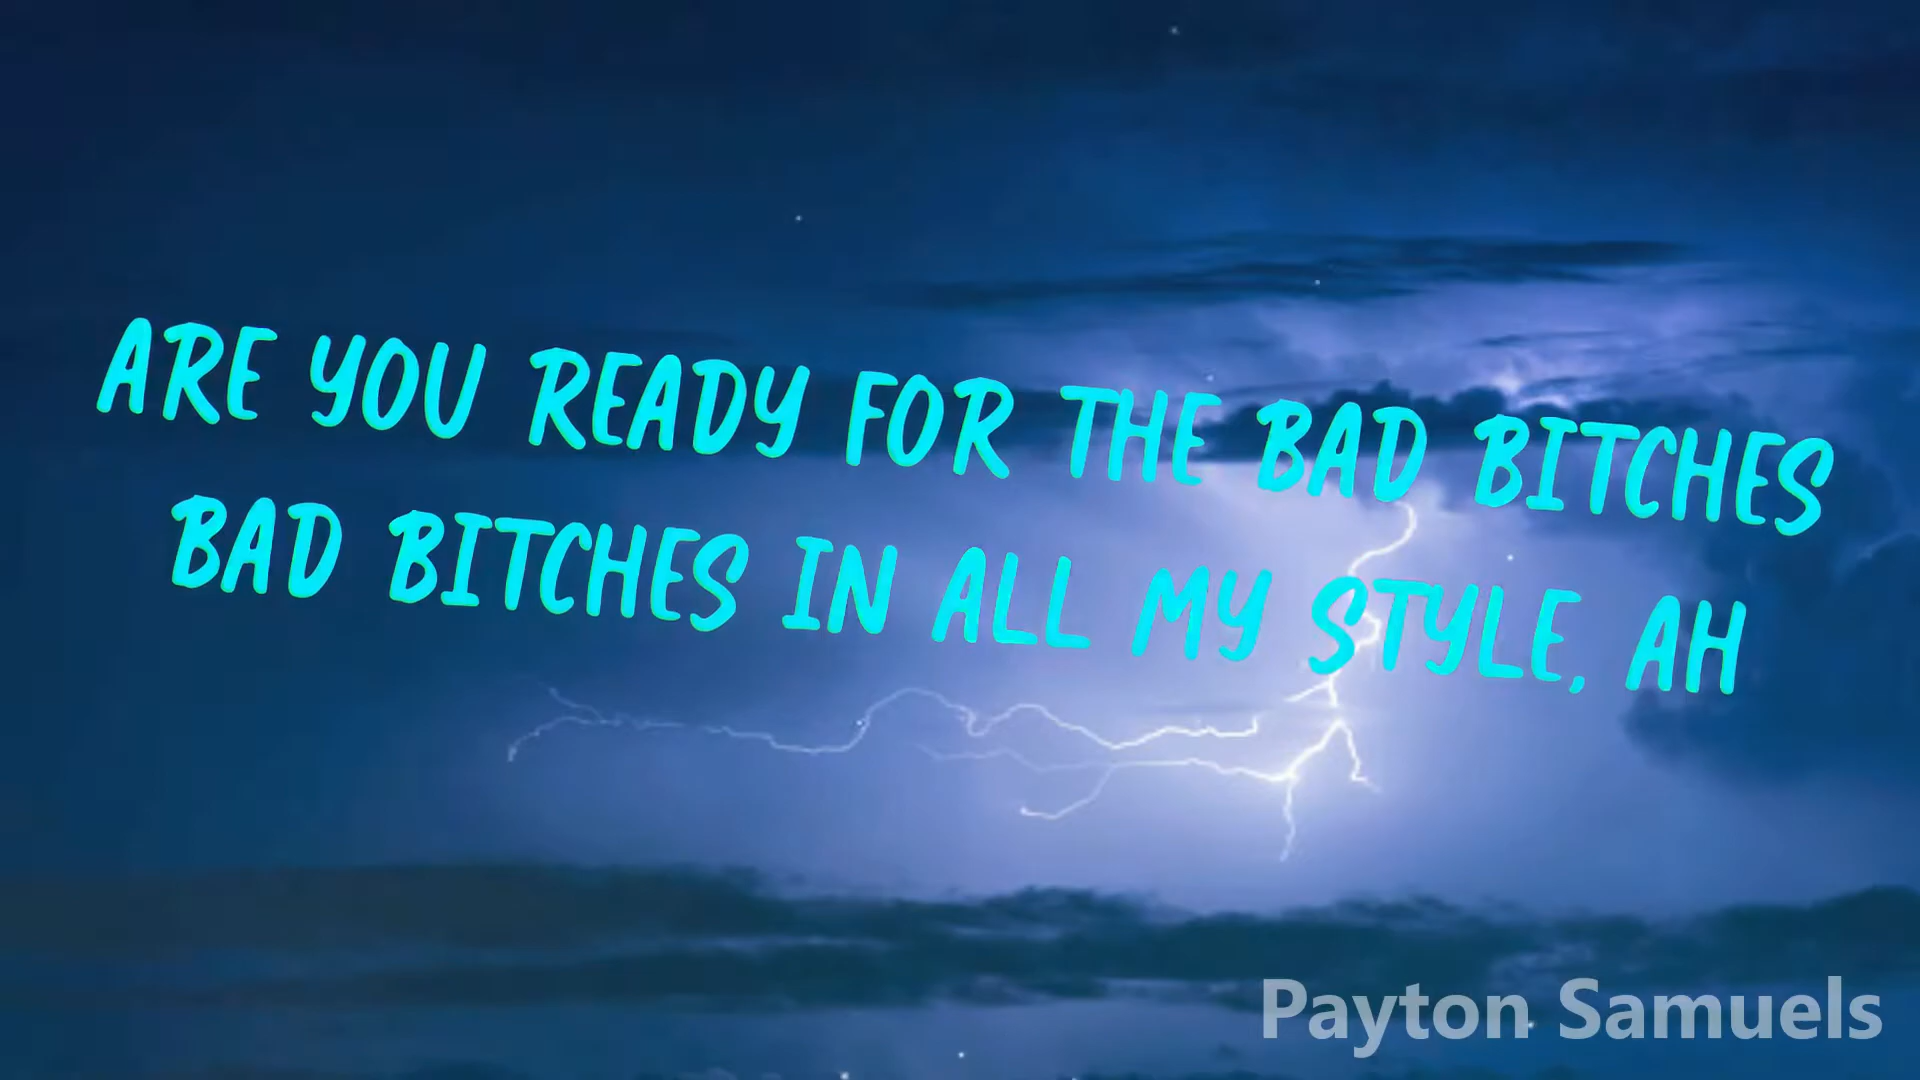 ARE YOU READY FOR THE BAD BITCHES
BAD BITCHES IN ALL MY STYLE, AH
Payton Samuels